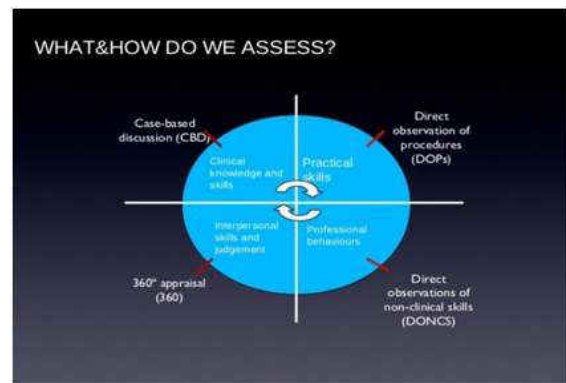 WHAT&HOW DO WE ASSESS?
Case-based
discussion (CBD)
Clinical
knowledge and
skills
Practical
skills
Direct
observation of
procedures
(DOPs)
Interpersonal
skills and
judgement
Professional
behaviours
360° appraisal
(360)
Direct
observations of
non-clinical skills
(DONCS)